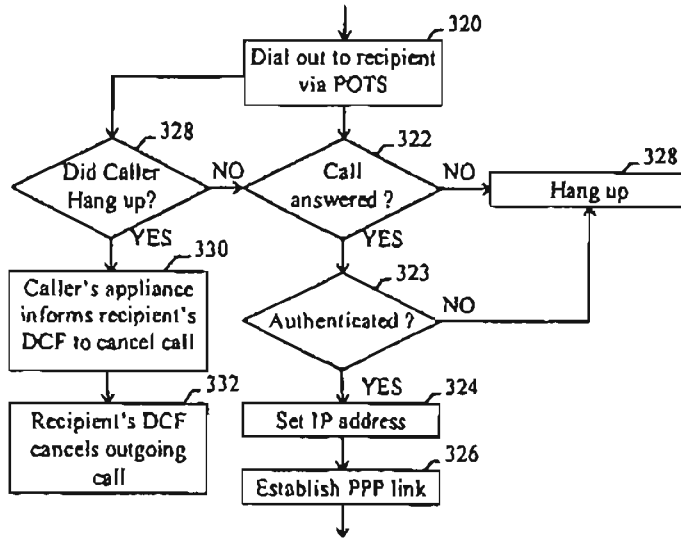 320
Dial out to recipient
via POTS
328
Did Caller
Hang up?
NO
YES
322
Call
answered ?
NO
YES
328
Hang up
330
Caller's appliance
informs recipient's
DCF to cancel call
323
Authenticated ?
NO
YES
332
Recipient's DCF
cancels outgoing
call
324
Set IP address
326
Establish PPP link